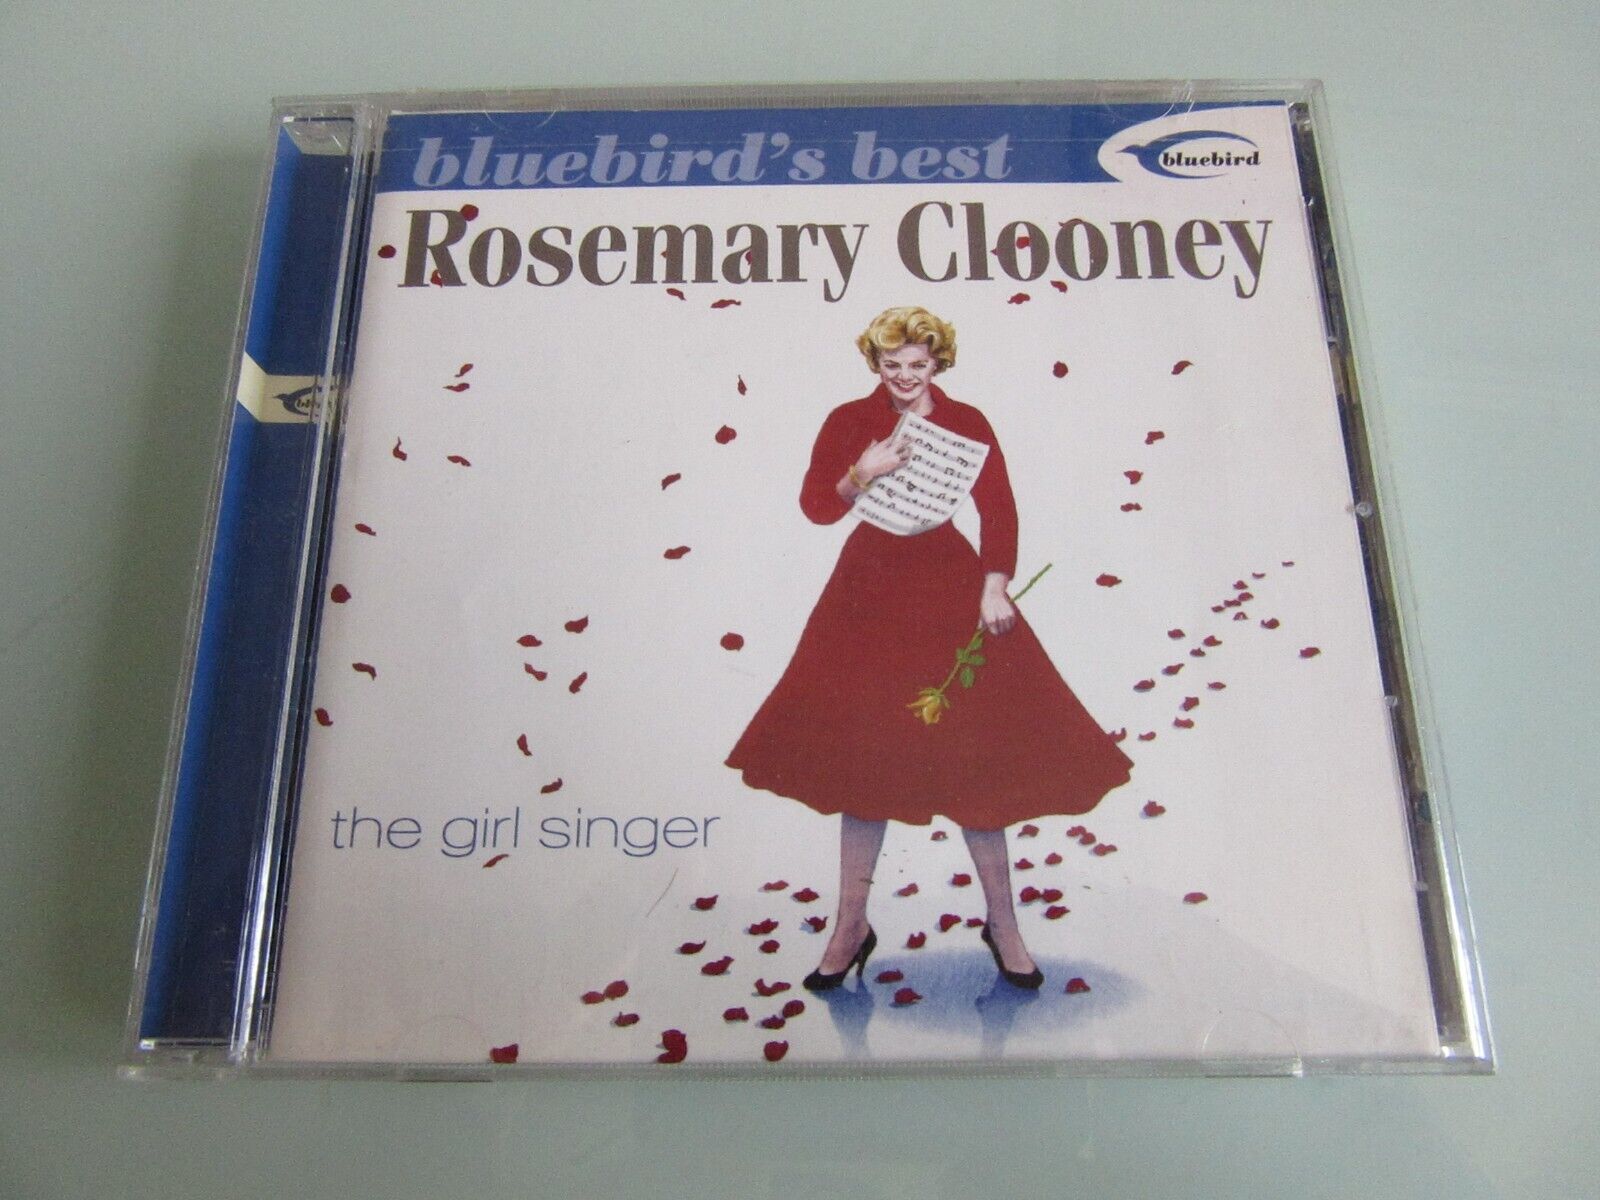 bluebird's best
bluebird
Rosemary Clooney
the girl singer